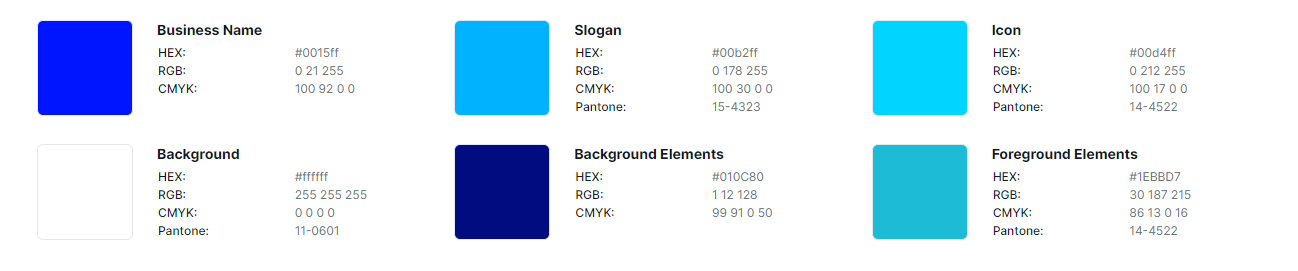 Business Name
HEX: #0015ff
RGB: 0 21 255
CMYK: 100 92 0 0
Slogan
HEX: #00b2ff
RGB: 0 178 255
CMYK: 100 30 0 0
Pantone: 15-4323
Icon
HEX: #00d4ff
RGB: 0 212 255
CMYK: 100 17 0 0
Pantone: 14-4522
Background
HEX: #ffffff
RGB: 255 255 255
CMYK: 0 0 0 0
Pantone: 11-0601
Background Elements
HEX: #010C80
RGB: 1 12 128
CMYK: 99 91 0 50
Foreground Elements
HEX: #1EBBD7
RGB: 30 187 215
CMYK: 86 13 0 16
Pantone: 14-4522